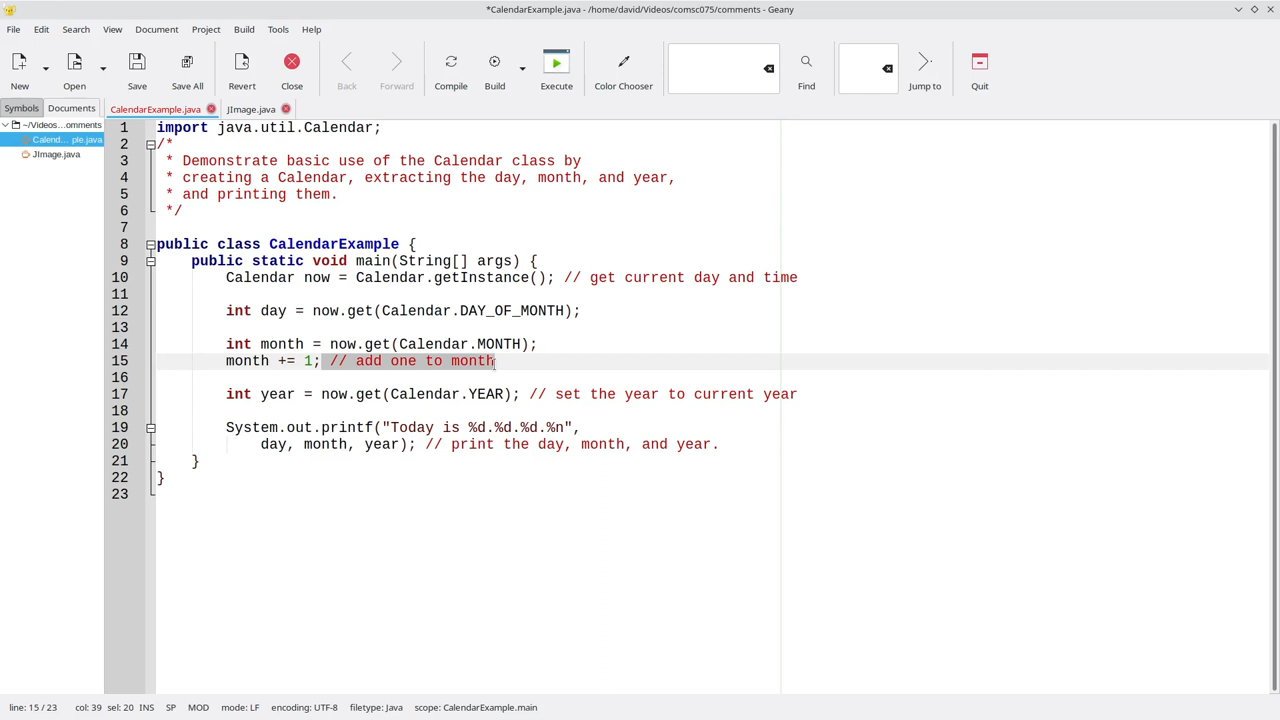 *CalendarExample.java - /home/david/Videos/comsc075/comments - Geany
File Edit Search View Document Project Build Tools Help
New Open Save Save All Revert Close Back Forward Compile Build Execute Color Chooser Find Jump to Quit
Symbols Documents CalendarExample.java JImage.java
~/Videos...omments
Calend... ple.java
JImage.java
1 import java.util.Calendar;
2 /*
3 * Demonstrate basic use of the Calendar class by
4 * creating a Calendar, extracting the day, month, and year,
5 * and printing them.
6 */
7
8 public class CalendarExample {
9 public static void main(String[] args) {
10 Calendar now = Calendar.getInstance(); // get current day and time
11
12 int day = now.get(Calendar.DAY_OF_MONTH);
13
14 int month = now.get(Calendar.MONTH);
15 month += 1; // add one to month
16
17 int year = now.get(Calendar.YEAR); // set the year to current year
18
19 System.out.printf("Today is %d.%d.%d.%n",
20 day, month, year); // print the day, month, and year.
21 }
22 }
23
line: 15 / 23 col: 39 sel: 20 INS SP MOD mode: LF encoding: UTF-8 filetype: Java scope: CalendarExample.main